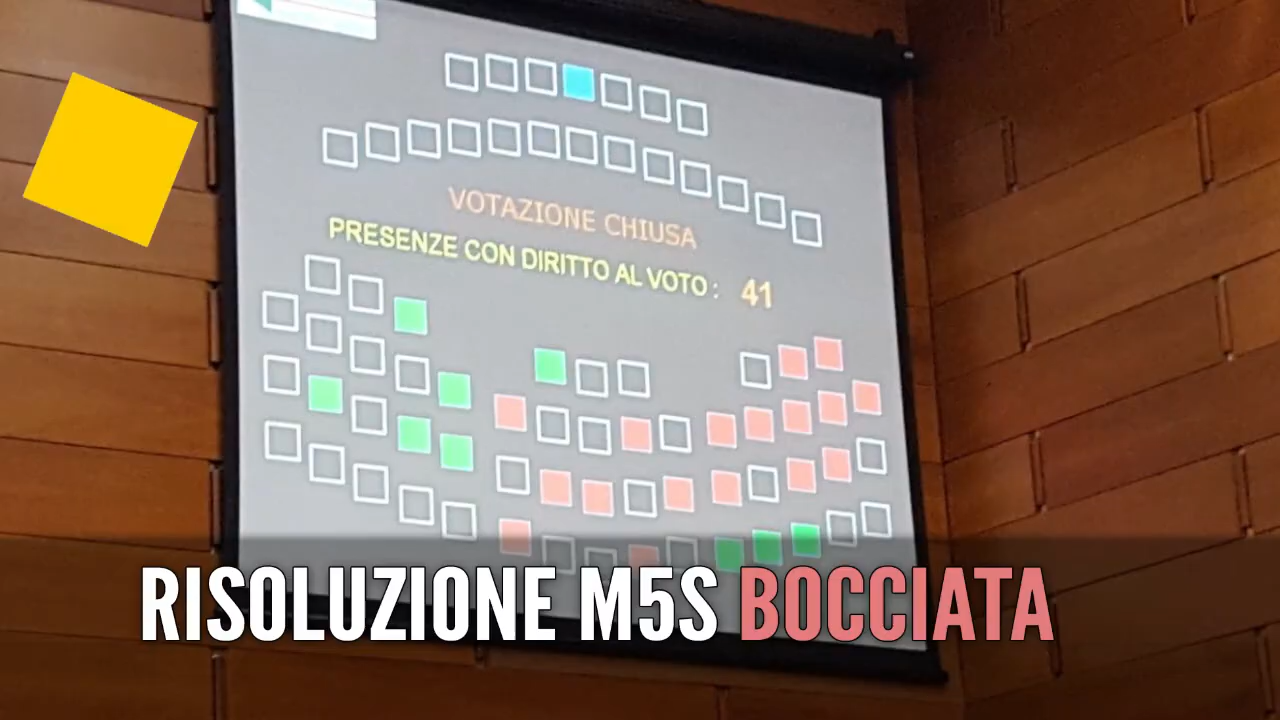 VOTAZIONE CHIUSA
PRESENZE CON DIRITTO AL VOTO : 41
RISOLUZIONE M5S BOCCIATA